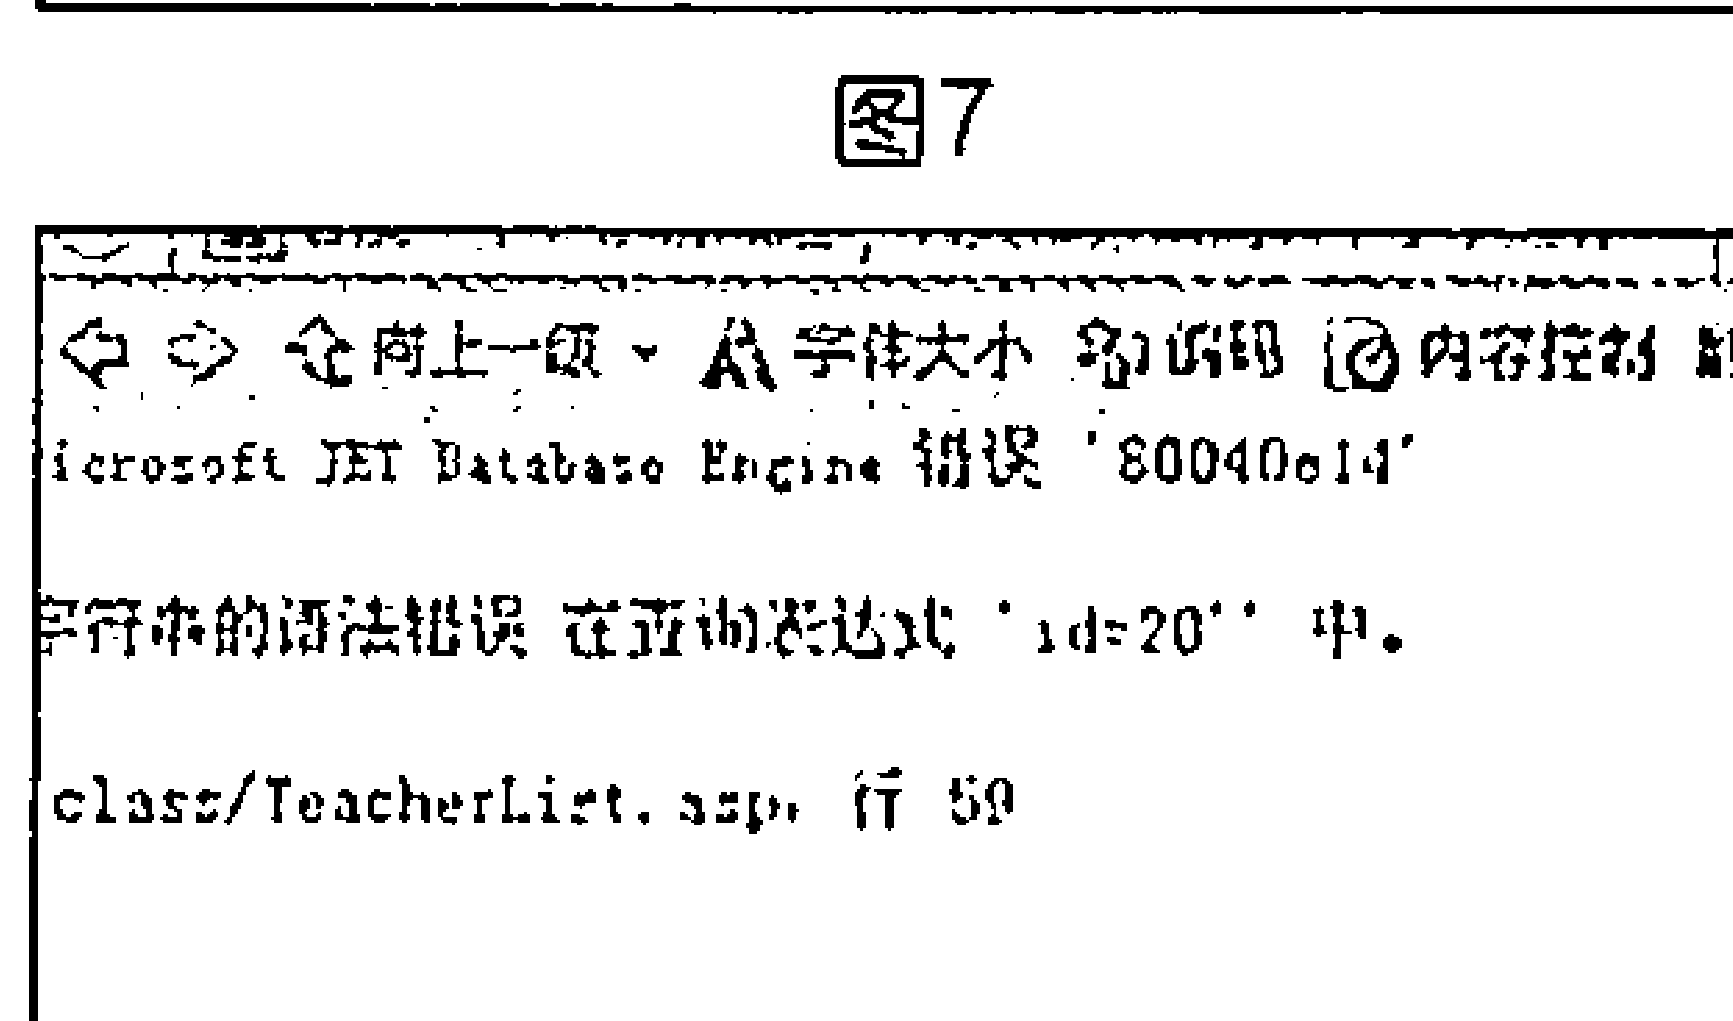 图7
向上一级 字体大小 编码 内容控制
icrosoft JET Database Engine 错误 '80040e14'
字符串的语法错误 在查询表达式 'id=20'' 中。
class/TeacherList.asp, 行 59